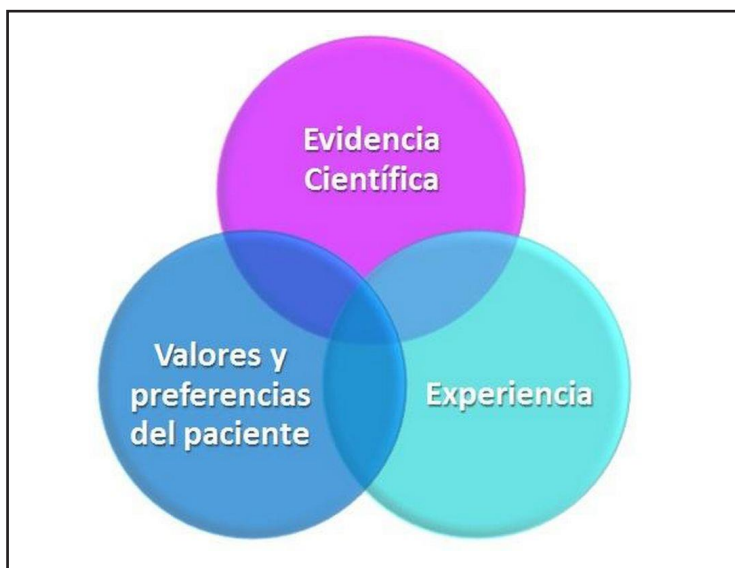 Evidencia
Científica
Valores y
preferencias
del paciente
Experiencia